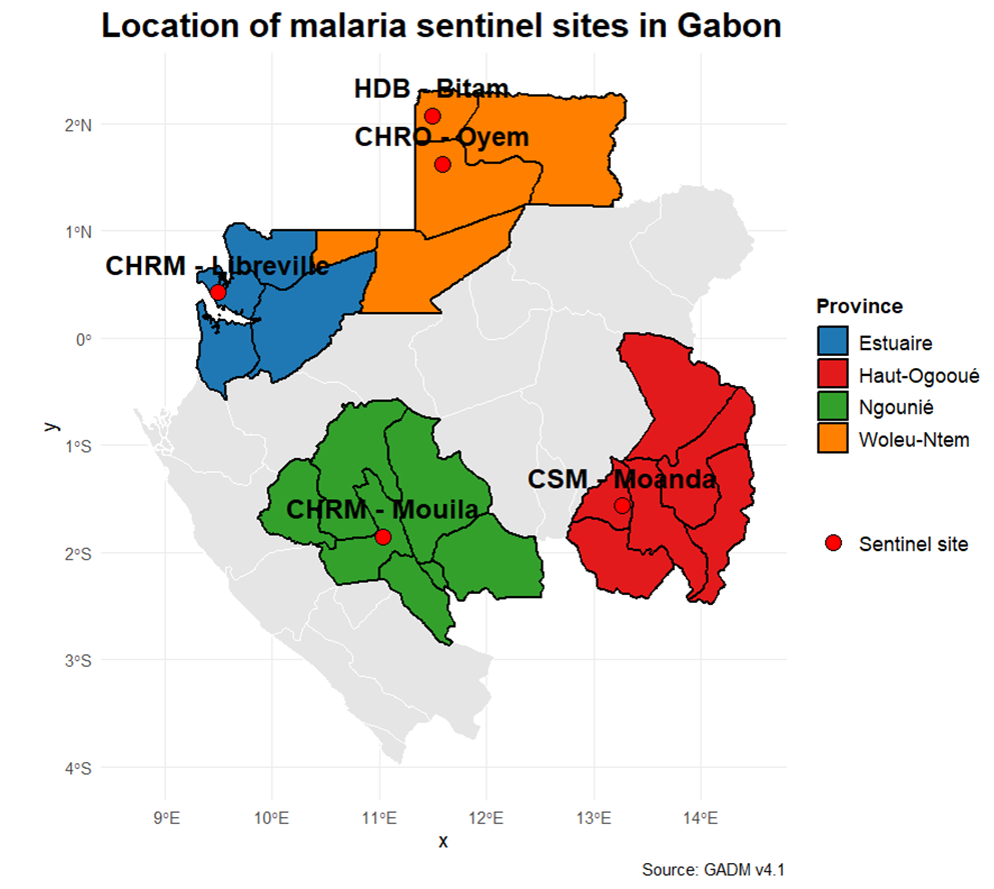 Location of malaria sentinel sites in Gabon
HDB - Bitam
CHRO - Oyem
CHRM - Libreville
CSM - Moanda
CHRM - Mouila
2°N
1°N
0°
1°S
2°S
3°S
4°S
y
9°E
10°E
11°E
12°E
13°E
14°E
x
Province
Estuaire
Haut-Ogooué
Ngounié
Woleu-Ntem
Sentinel site
Source: GADM v4.1